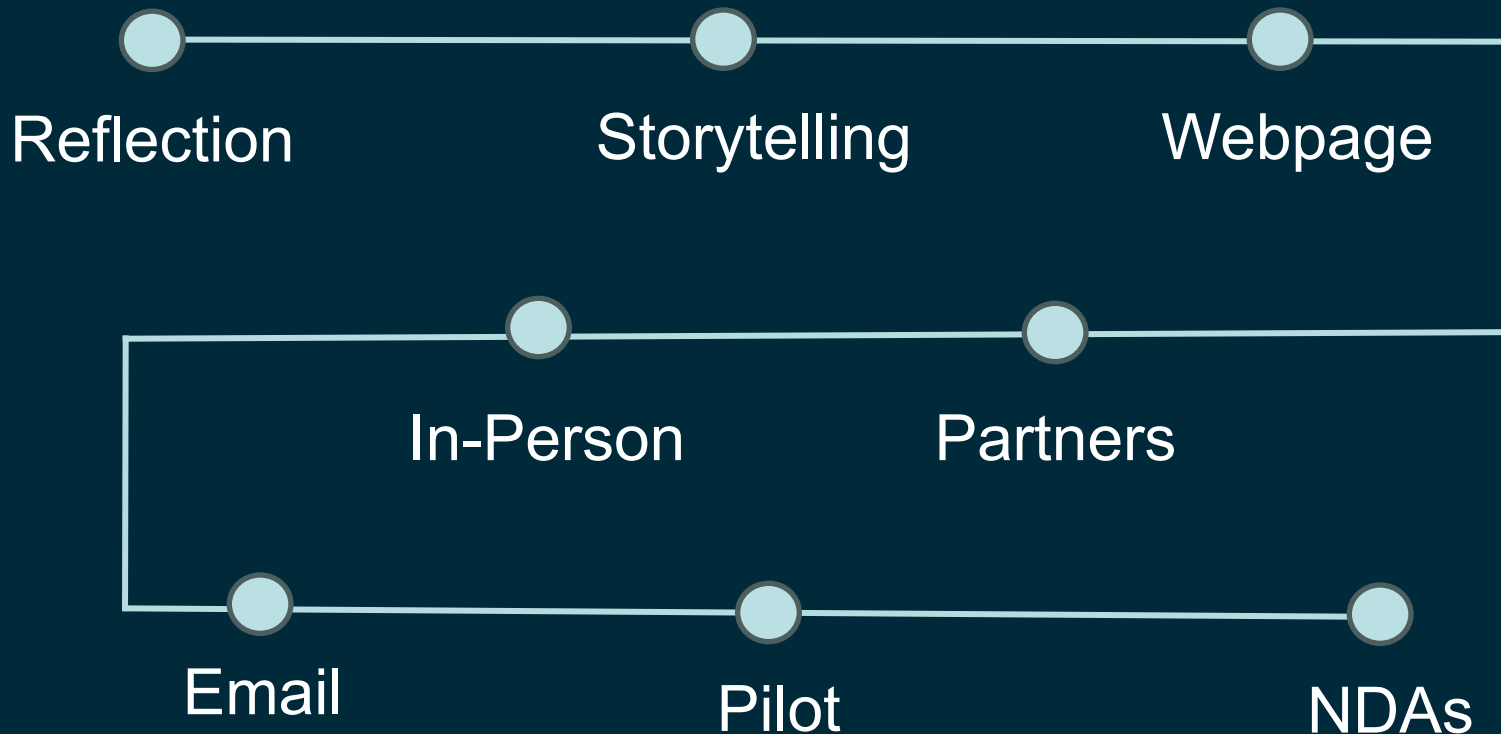 Reflection
Storytelling
Webpage
In-Person
Partners
Email
Pilot
NDAs